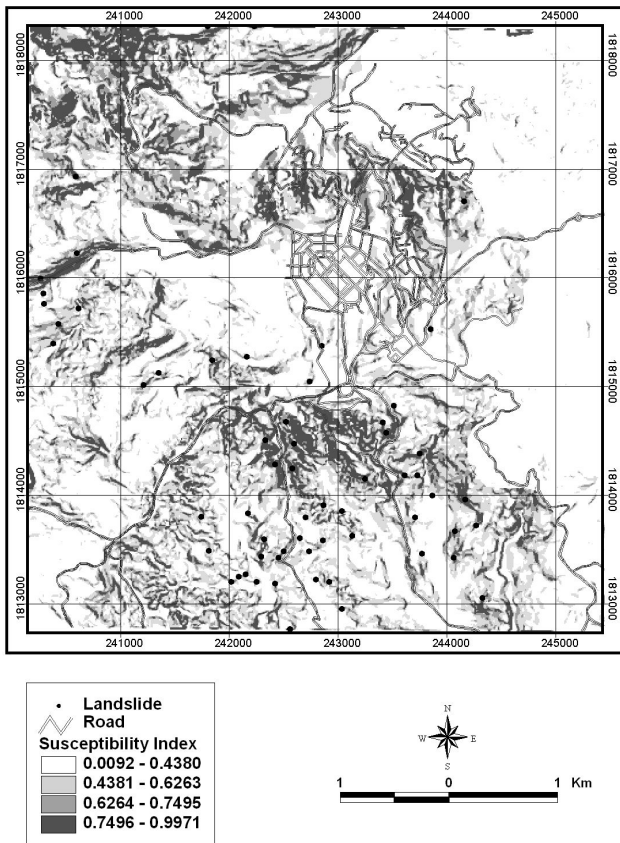 241000 242000 243000 244000 245000
1818000 1818000
1817000 1817000
1816000 1816000
1815000 1815000
1814000 1814000
1813000 1813000
241000 242000 243000 244000 245000
Landslide
Road
Susceptibility Index
0.0092 - 0.4380
0.4381 - 0.6263
0.6264 - 0.7495
0.7496 - 0.9971
N
W E
S
1 0 1 Km